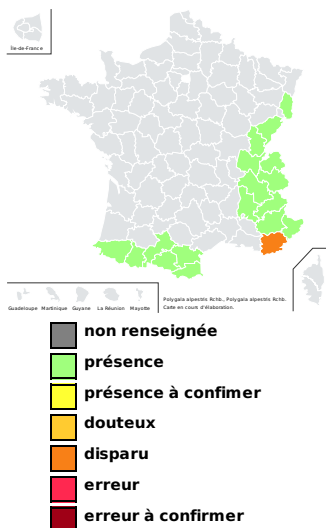 Île-de-France
Guadeloupe Martinique Guyane La Réunion Mayotte
Polygala alpestris Rchb., Polygala alpestris Rchb.
Carte en cours d'élaboration.
non renseignée
présence
présence à confimer
douteux
disparu
erreur
erreur à confirmer